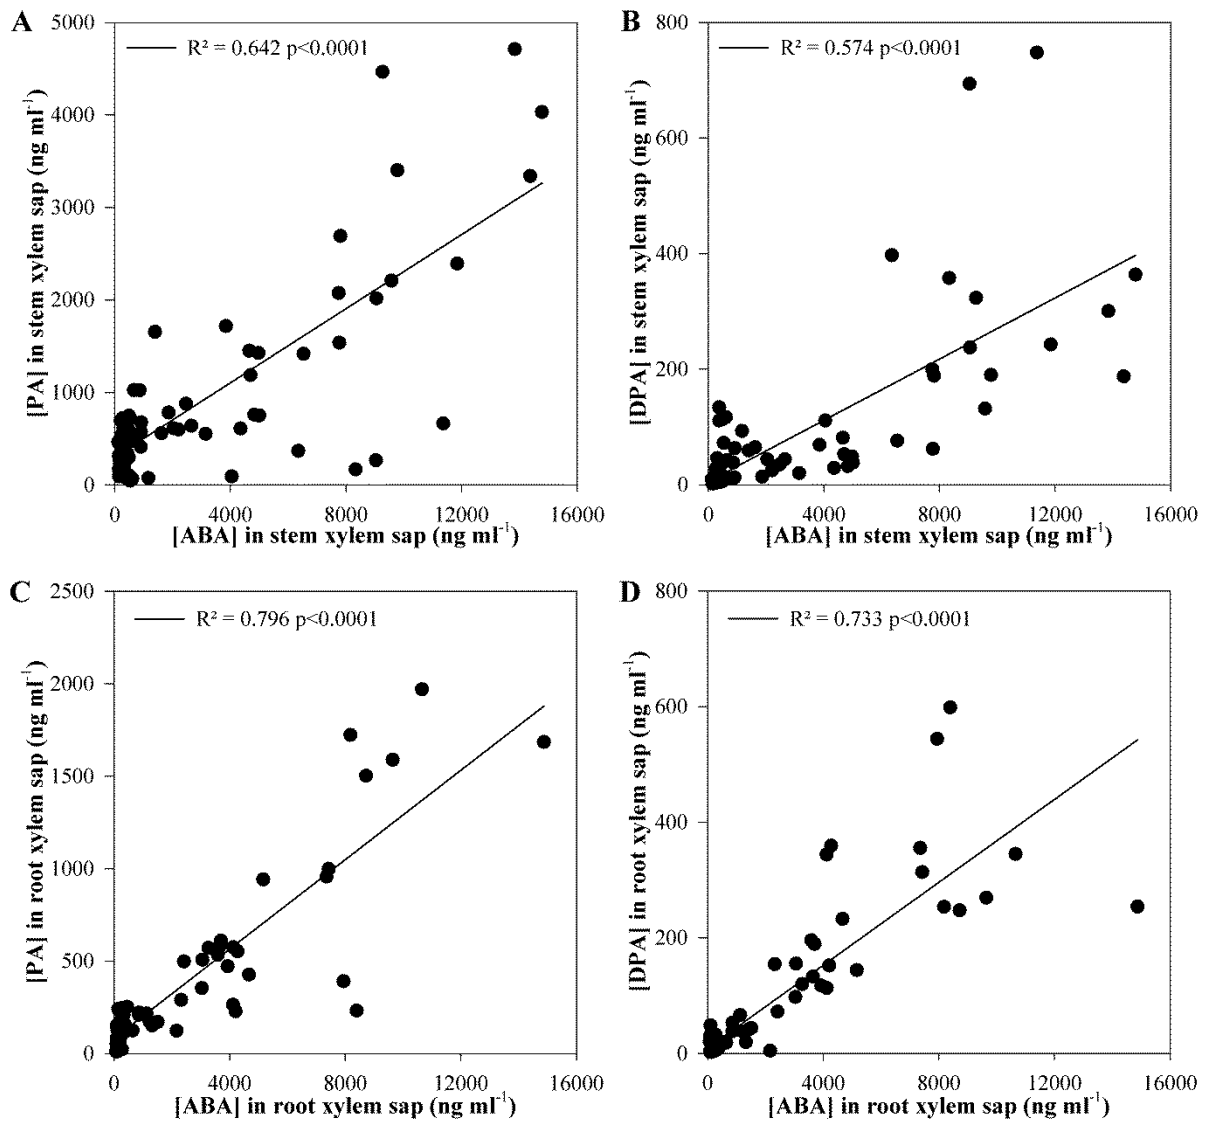 A
R² = 0.642 p<0.0001
[PA] in stem xylem sap (ng ml⁻¹)
5000
4000
3000
2000
1000
0
0 4000 8000 12000 16000
[ABA] in stem xylem sap (ng ml⁻¹)
B
R² = 0.574 p<0.0001
[DPA] in stem xylem sap (ng ml⁻¹)
800
600
400
200
0
0 4000 8000 12000 16000
[ABA] in stem xylem sap (ng ml⁻¹)
C
R² = 0.796 p<0.0001
[PA] in root xylem sap (ng ml⁻¹)
2500
2000
1500
1000
500
0
0 4000 8000 12000 16000
[ABA] in root xylem sap (ng ml⁻¹)
D
R² = 0.733 p<0.0001
[DPA] in root xylem sap (ng ml⁻¹)
800
600
400
200
0
0 4000 8000 12000 16000
[ABA] in root xylem sap (ng ml⁻¹)